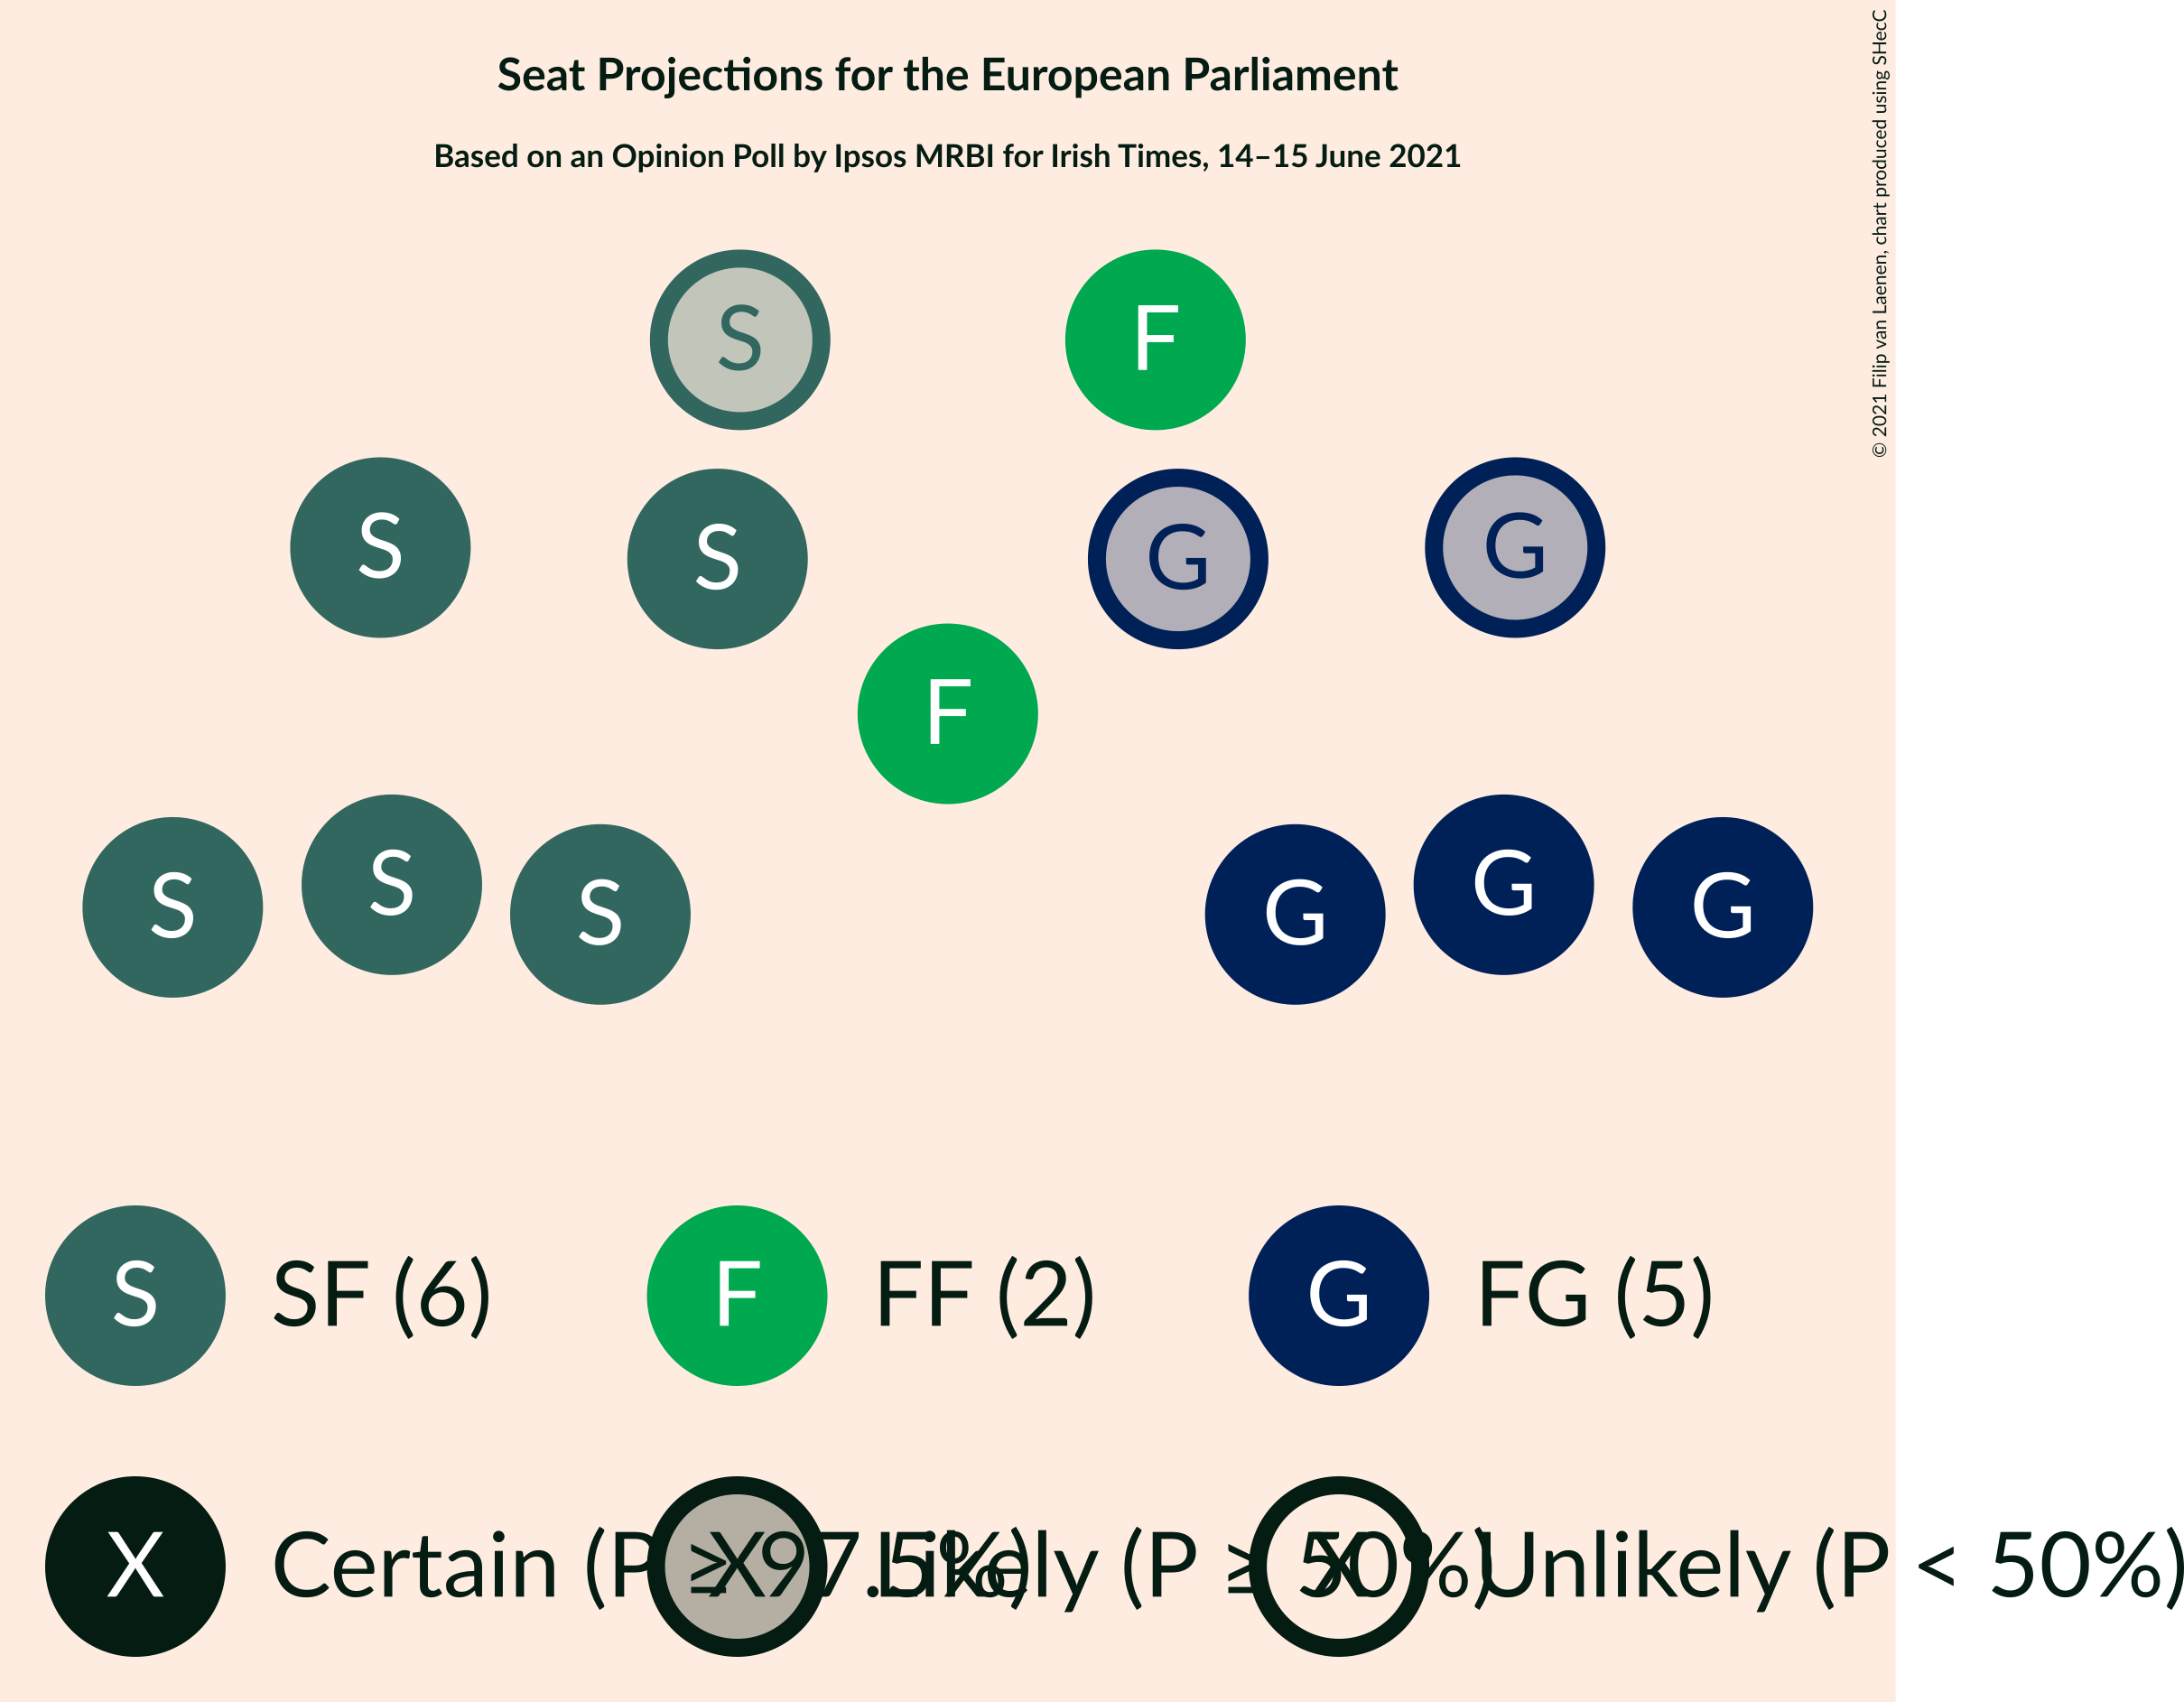 Seat Projections for the European Parliament
Based on an Opinion Poll by Ipsos MRBI for Irish Times, 14–15 June 2021
© 2021 Filip van Laenen, chart produced using SHecC
S F
S S G G
F
S S S G G G
S SF (6) F FF (2) G FG (5)
X Certain (P ≥ 97.5%) X Likely (P ≥ 50%) X Unlikely (P < 50%)